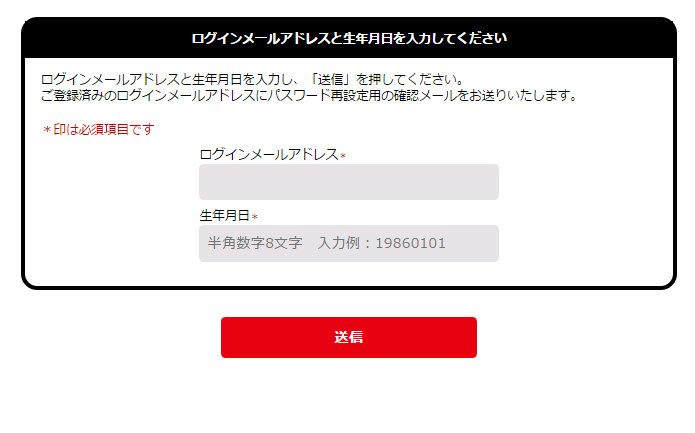 ログインメールアドレスと生年月日を入力してください
ログインメールアドレスと生年月日を入力し、「送信」を押してください。
ご登録済みのログインメールアドレスにパスワード再設定用の確認メールをお送りいたします。
＊印は必須項目です
ログインメールアドレス＊
生年月日＊
半角数字8文字　入力例：19860101
送信